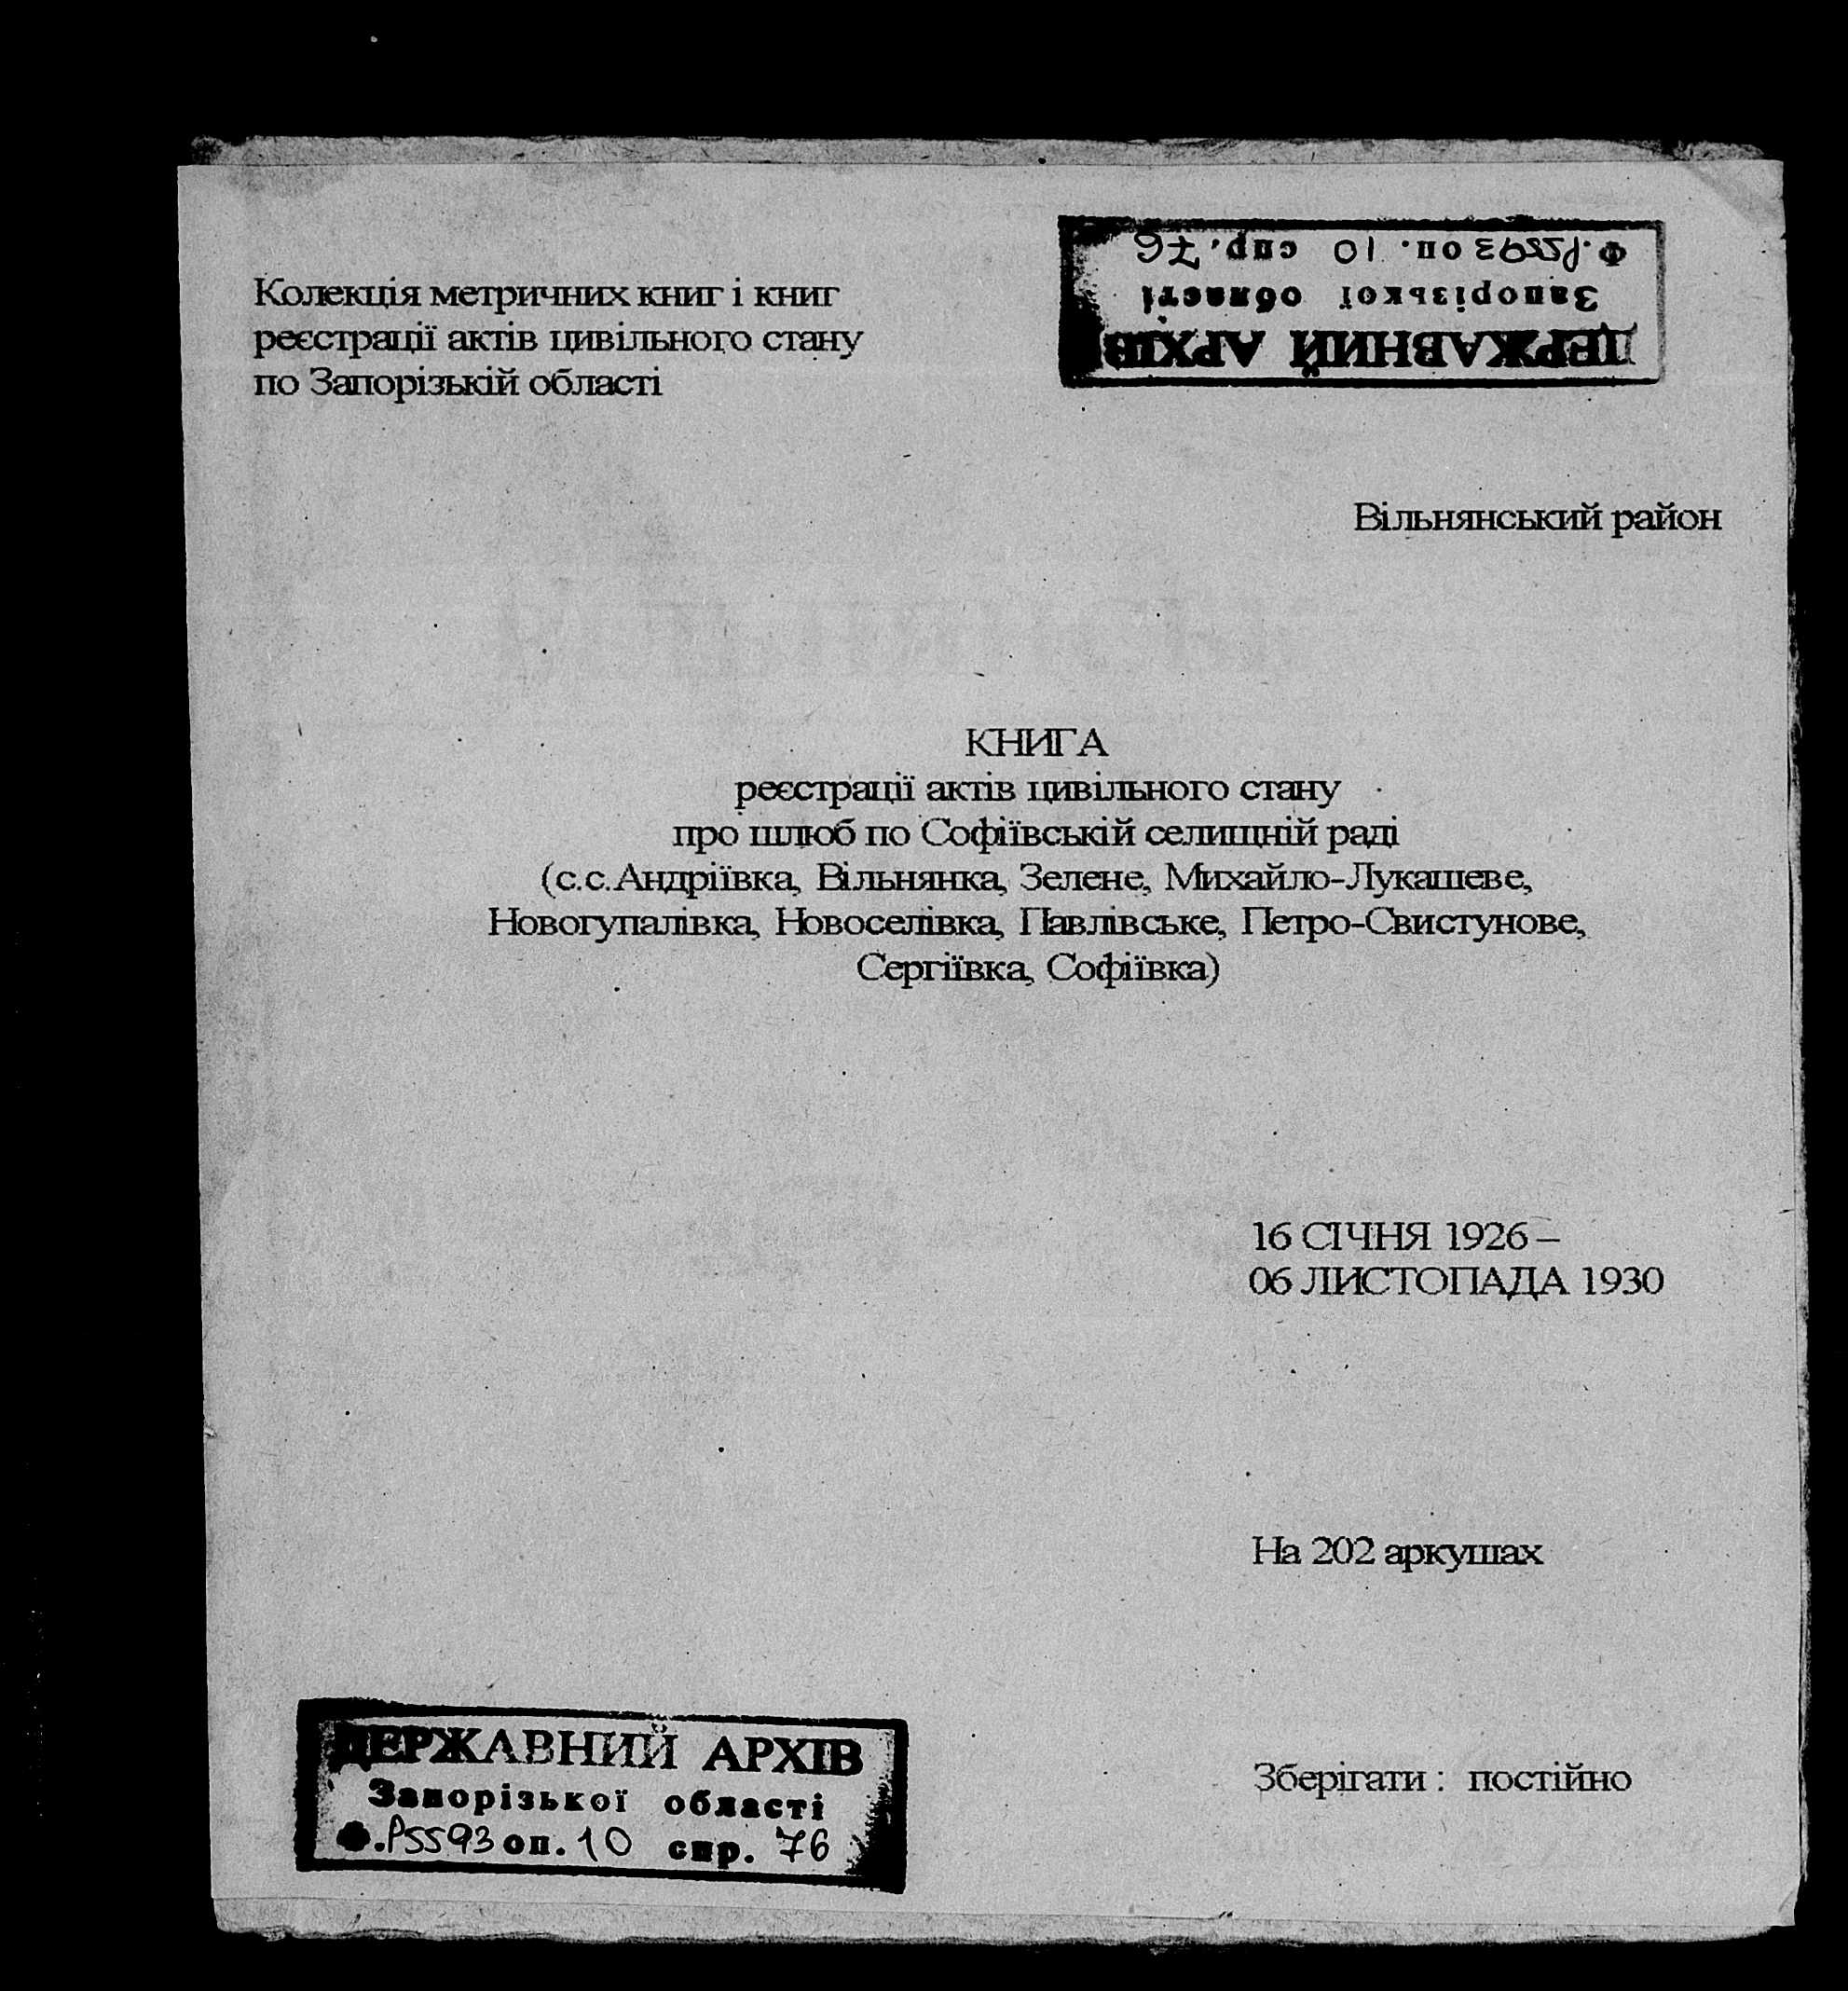 Колекція метричних книг і книг
реєстрації актів цивільного стану
по Запорізькій області
ДЕРЖАВНИЙ АРХІВ
Запорізької області
Ф.Р5593 оп. 10 спр. 76
Вільнянський район
КНИГА
реєстрації актів цивільного стану
про шлюб по Софіївській селищній раді
(с.с.Андріївка, Вільнянка, Зелене, Михайло-Лукашеве,
Новогупалівка, Новоселівка, Павлівське, Петро-Свистунове,
Сергіївка, Софіївка)
16 СІЧНЯ 1926 –
06 ЛИСТОПАДА 1930
На 202 аркушах
Зберігати : постійно
ДЕРЖАВНИЙ АРХІВ
Запорізької області
Ф.Р5593 оп. 10 спр. 76